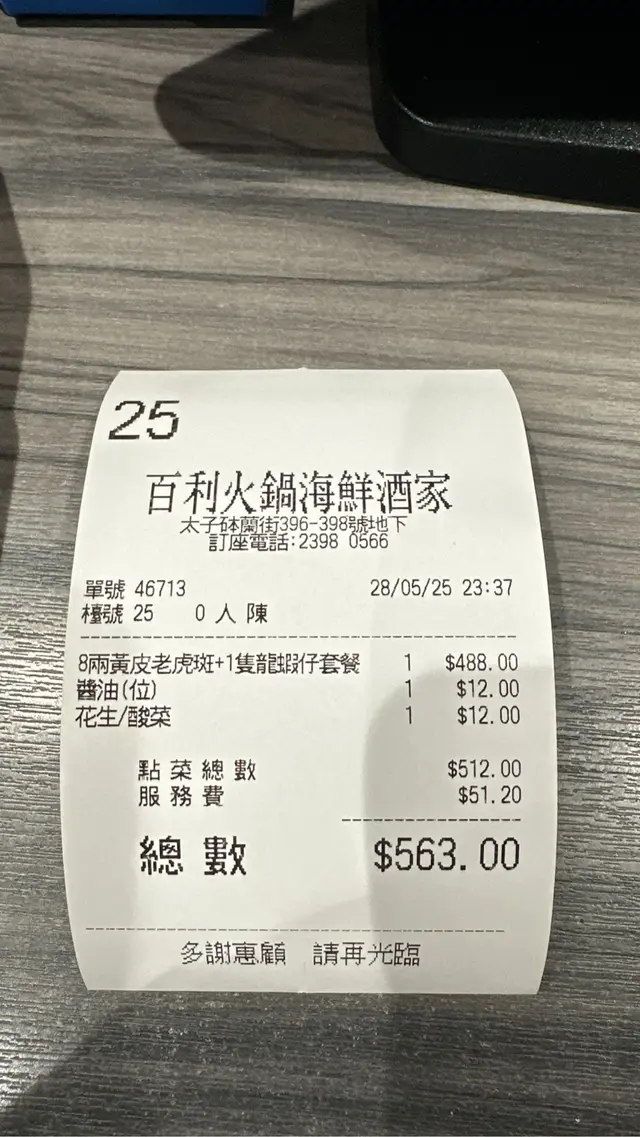 25
百利火鍋海鮮酒家
太子砵蘭街396-398號地下
訂座電話:2398 0566
單號 46713 28/05/25 23:37
檯號 25 0 人 陳
8兩黃皮老虎斑+1隻龍蝦仔套餐 1 $488.00
醬油(位) 1 $12.00
花生/酸菜 1 $12.00
點菜總數 $512.00
服務費 $51.20
總數 $563.00
多謝惠顧 請再光臨